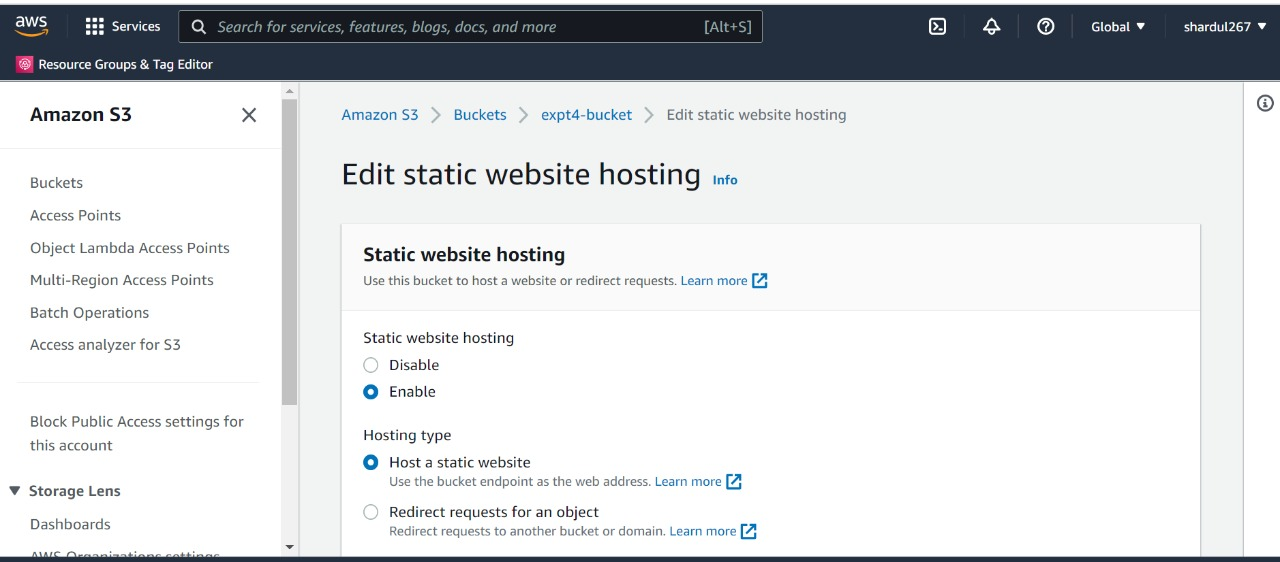 aws Services Search for services, features, blogs, docs, and more [Alt+S] Global shardul267
Resource Groups & Tag Editor
Amazon S3
Buckets
Access Points
Object Lambda Access Points
Multi-Region Access Points
Batch Operations
Access analyzer for S3
Block Public Access settings for
this account
Storage Lens
Dashboards
AWS Organizations settings
Amazon S3 Buckets expt4-bucket Edit static website hosting
Edit static website hosting Info
Static website hosting
Use this bucket to host a website or redirect requests. Learn more
Static website hosting
Disable
Enable
Hosting type
Host a static website
Use the bucket endpoint as the web address. Learn more
Redirect requests for an object
Redirect requests to another bucket or domain. Learn more